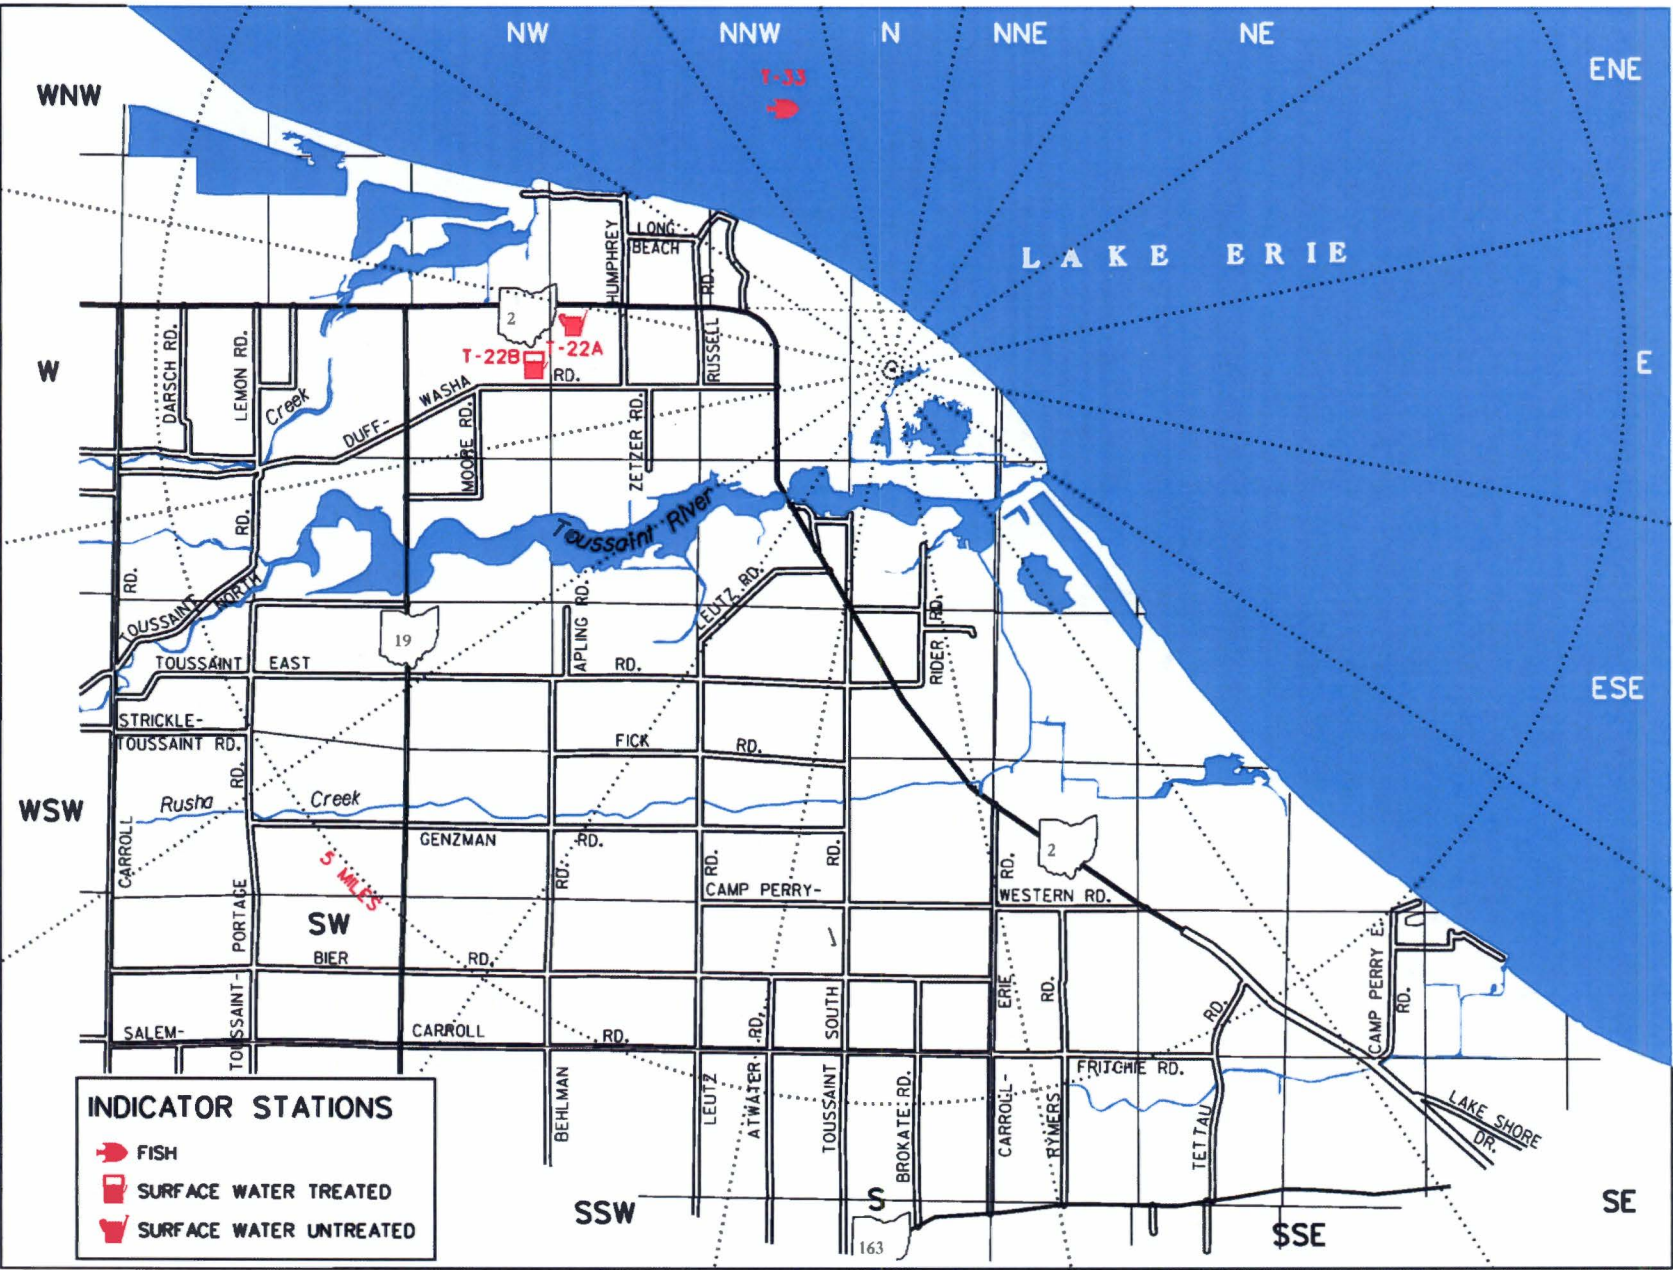 NW
NNW
N
NNE
NE
ENE
WNW
T-33
LAKE ERIE
HUMPHREY
LONG
BEACH
RD.
2
T-22B
T-22A
RUSSELL
W
E
DARSCH RD.
LEMON RD.
Creek
DUFF-
WASHA
RD.
MOORE RD.
ZETZER RD.
Toussaint River
RD.
RD.
TOUSSAINT
NORTH
LEUTZ RD.
APLING RD.
RIDER RD.
19
TOUSSAINT
EAST
RD.
ESE
STRICKLE-
TOUSSAINT RD.
FICK
RD.
RD.
WSW
Rusha
Creek
GENZMAN
RD.
CARROLL
5 MILES
RD.
RD.
RD.
RD.
2
CAMP PERRY-
WESTERN RD.
SW
PORTAGE
BIER
RD.
ERIE
RD.
RD.
CAMP PERRY E.
RD.
SALEM-
TOUSSAINT-
CARROLL
RD.
RD.
SOUTH
FRITCHIE RD.
BEHLMAN
LEUTZ
ATWATER
TOUSSAINT
BROKATE RD.
CARROLL-
RYMERS
TETTAU
LAKE SHORE
DR.
INDICATOR STATIONS
FISH
SURFACE WATER TREATED
SURFACE WATER UNTREATED
SSW
S
163
SSE
SE